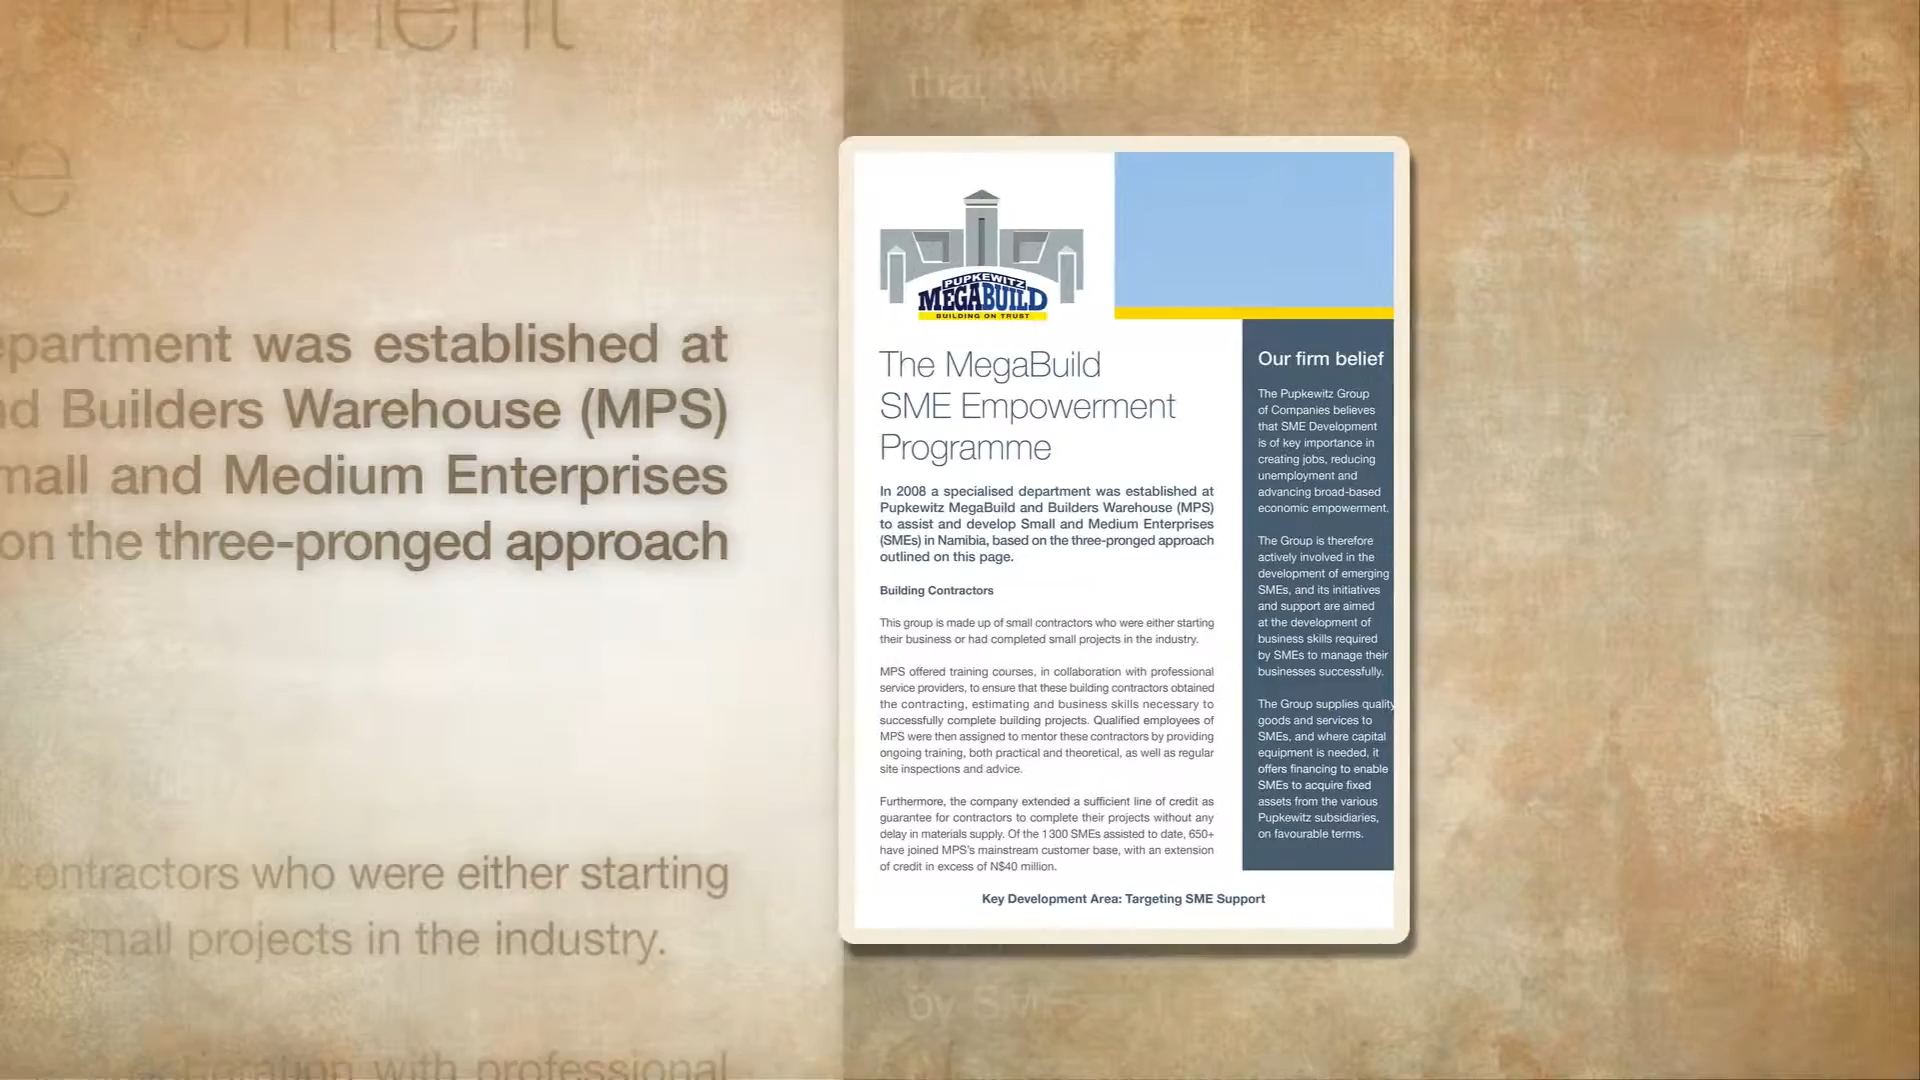 erment
e
epartment was established at
nd Builders Warehouse (MPS)
mall and Medium Enterprises
on the three-pronged approach
contractors who were either starting
small projects in the industry.
with professional
that SME
PUPKEWITZ
MEGABUILD
BUILDING ON TRUST
The MegaBuild
SME Empowerment
Programme
In 2008 a specialised department was established at
Pupkewitz MegaBuild and Builders Warehouse (MPS)
to assist and develop Small and Medium Enterprises
(SMEs) in Namibia, based on the three-pronged approach
outlined on this page.
Building Contractors
This group is made up of small contractors who were either starting
their business or had completed small projects in the industry.
MPS offered training courses, in collaboration with professional
service providers, to ensure that these building contractors obtained
the contracting, estimating and business skills necessary to
successfully complete building projects. Qualified employees of
MPS were then assigned to mentor these contractors by providing
ongoing training, both practical and theoretical, as well as regular
site inspections and advice.
Furthermore, the company extended a sufficient line of credit as
guarantee for contractors to complete their projects without any
delay in materials supply. Of the 1300 SMEs assisted to date, 650+
have joined MPS's mainstream customer base, with an extension
of credit in excess of N$40 million.
Key Development Area: Targeting SME Support
Our firm belief
The Pupkewitz Group
of Companies believes
that SME Development
is of key importance in
creating jobs, reducing
unemployment and
advancing broad-based
economic empowerment.
The Group is therefore
actively involved in the
development of emerging
SMEs, and its initiatives
and support are aimed
at the development of
business skills required
by SMEs to manage their
businesses successfully.
The Group supplies quality
goods and services to
SMEs, and where capital
equipment is needed, it
offers financing to enable
SMEs to acquire fixed
assets from the various
Pupkewitz subsidiaries,
on favourable terms.
by SM